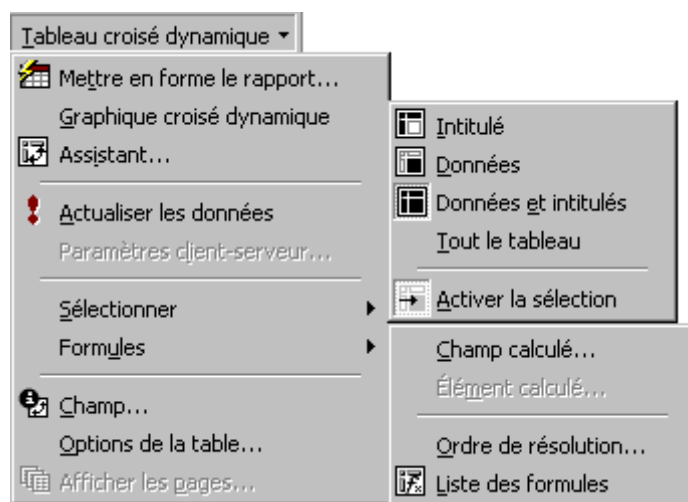 Tableau croisé dynamique
Mettre en forme le rapport...
Graphique croisé dynamique
Assistant...
Actualiser les données
Paramètres client-serveur...
Sélectionner
Formules
Champ...
Options de la table...
Afficher les pages...
Intitulé
Données
Données et intitulés
Tout le tableau
Activer la sélection
Champ calculé...
Élément calculé...
Ordre de résolution...
Liste des formules